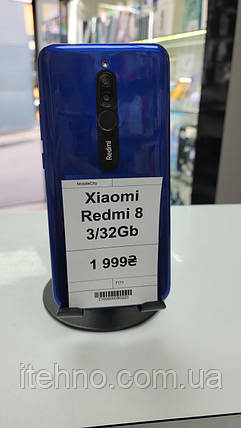 Redmi
MobileCity
Xiaomi
Redmi 8
3/32Gb
1 999₴
itehno.com.ua